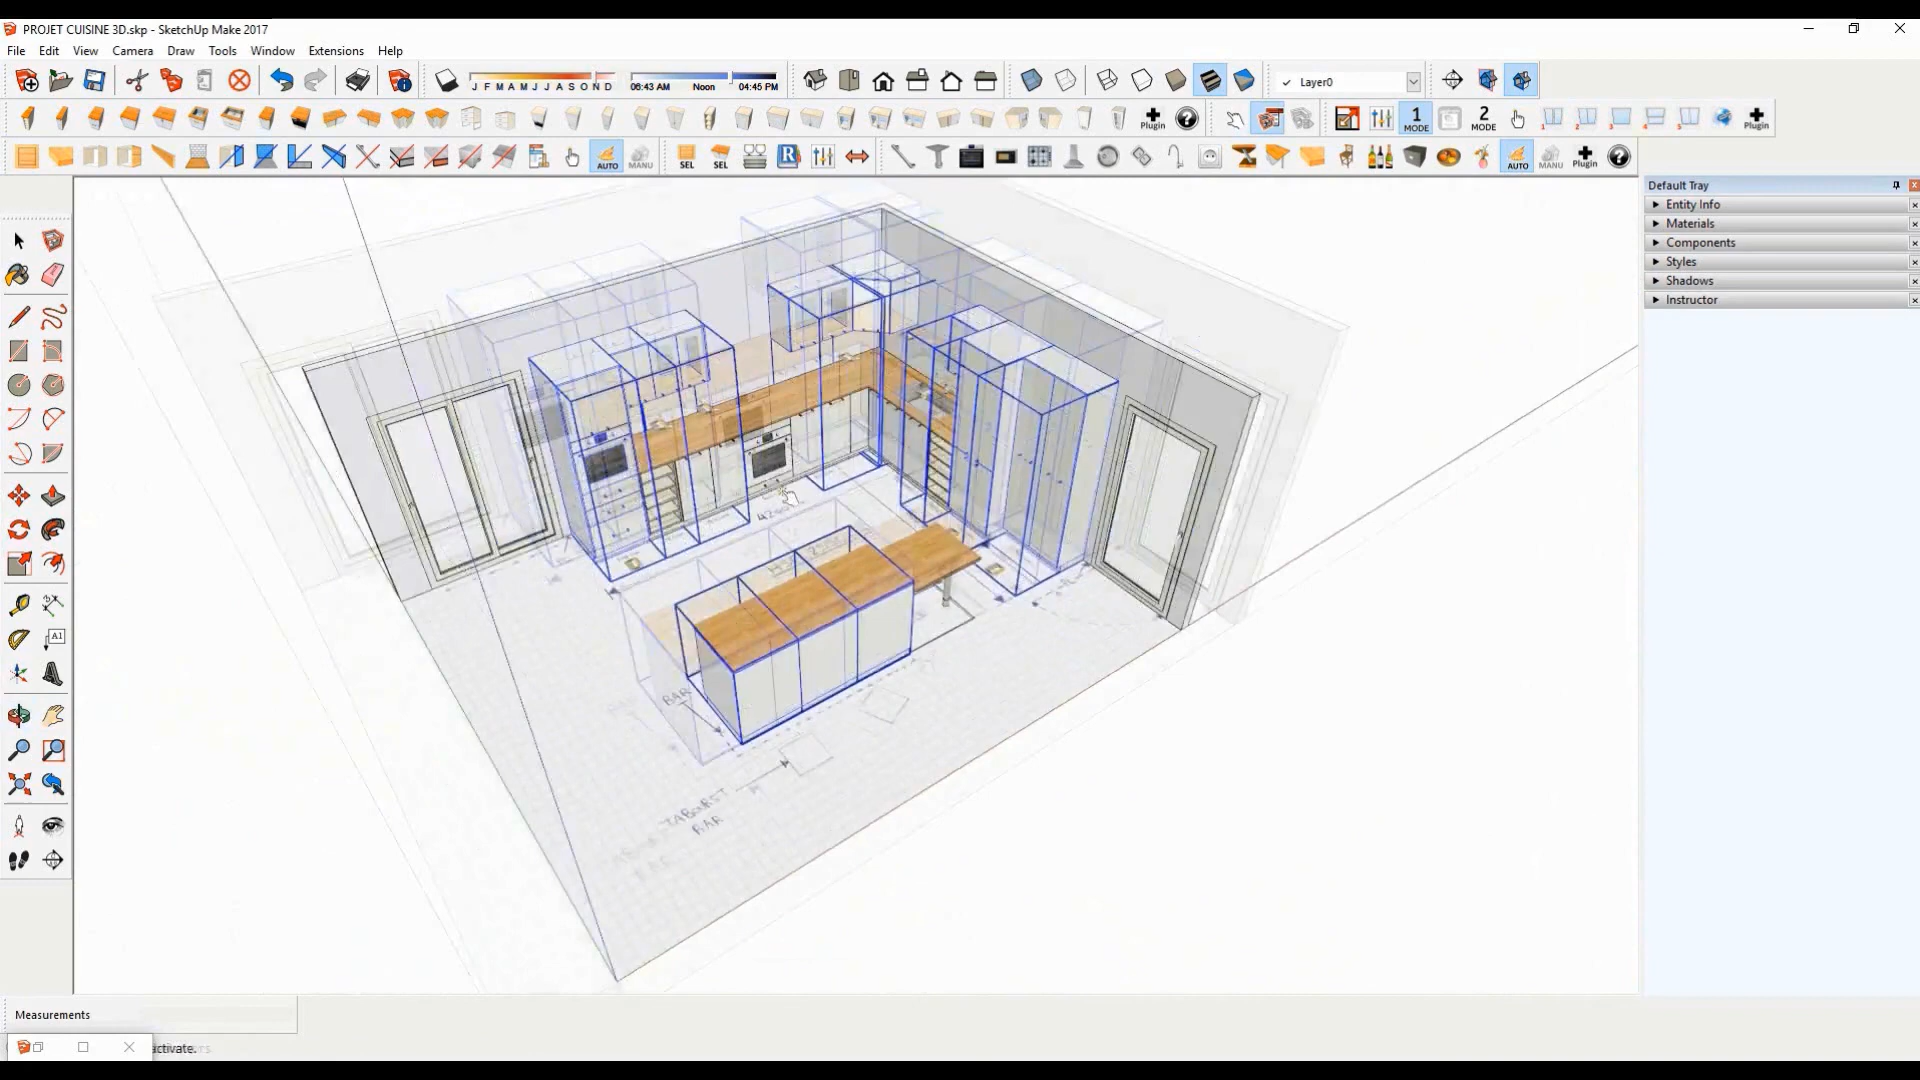 PROJET CUISINE 3D.skp - SketchUp Make 2017
File Edit View Camera Draw Tools Window Extensions Help
J F M A M J J A S O N D
06:43 AM Noon 04:45 PM
Layer0
Plugin
1 MODE
2 MODE
Plugin
AUTO MANU
SEL SEL
R
AUTO MANU Plugin
Default Tray
Entity Info
Materials
Components
Styles
Shadows
Instructor
A1
BAR
BAR
Measurements
activate.